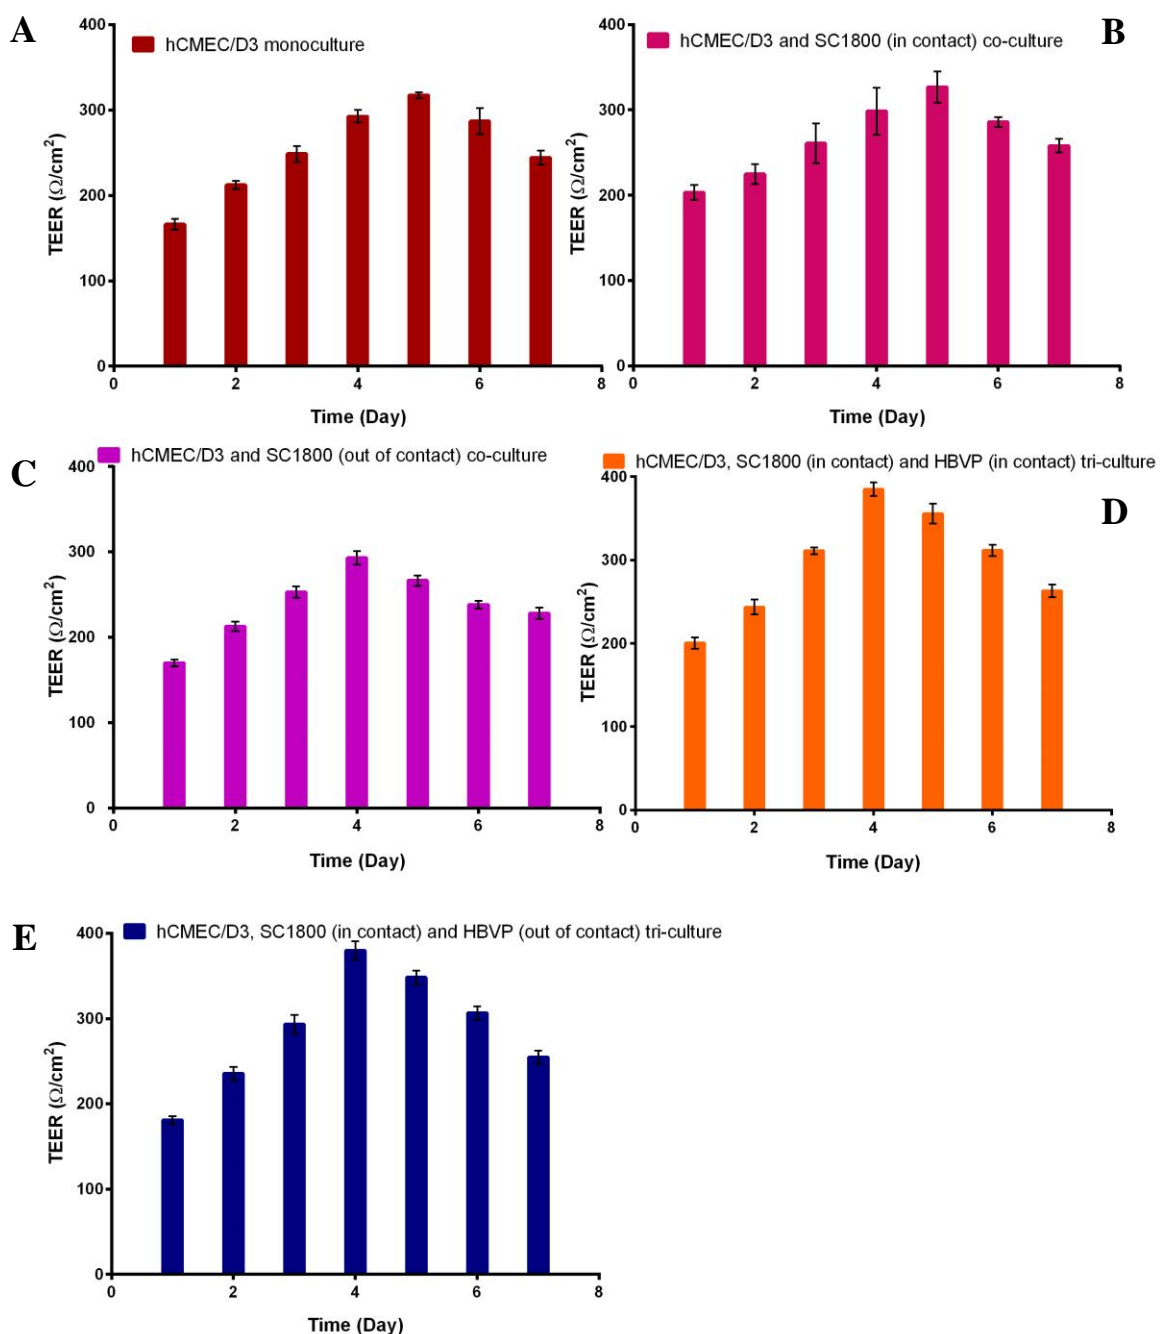 A
hCMEC/D3 monoculture
TEER (Ω/cm²)
400
300
200
100
0
0 2 4 6 8
Time (Day)
B
hCMEC/D3 and SC1800 (in contact) co-culture
TEER (Ω/cm²)
400
300
200
100
0
0 2 4 6 8
Time (Day)
C
hCMEC/D3 and SC1800 (out of contact) co-culture
TEER (Ω/cm²)
400
300
200
100
0
0 2 4 6 8
Time (Day)
hCMEC/D3, SC1800 (in contact) and HBVP (in contact) tri-culture
D
TEER (Ω/cm²)
400
300
200
100
0
0 2 4 6 8
Time (Day)
E
hCMEC/D3, SC1800 (in contact) and HBVP (out of contact) tri-culture
TEER (Ω/cm²)
400
300
200
100
0
0 2 4 6 8
Time (Day)